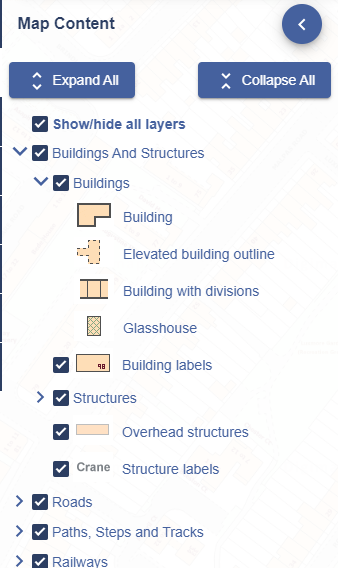 Map Content
Expand All
Collapse All
Show/hide all layers
Buildings And Structures
Buildings
Building
Elevated building outline
Building with divisions
Glasshouse
98 Building labels
Structures
Overhead structures
Crane Structure labels
Roads
Paths, Steps and Tracks
Railways